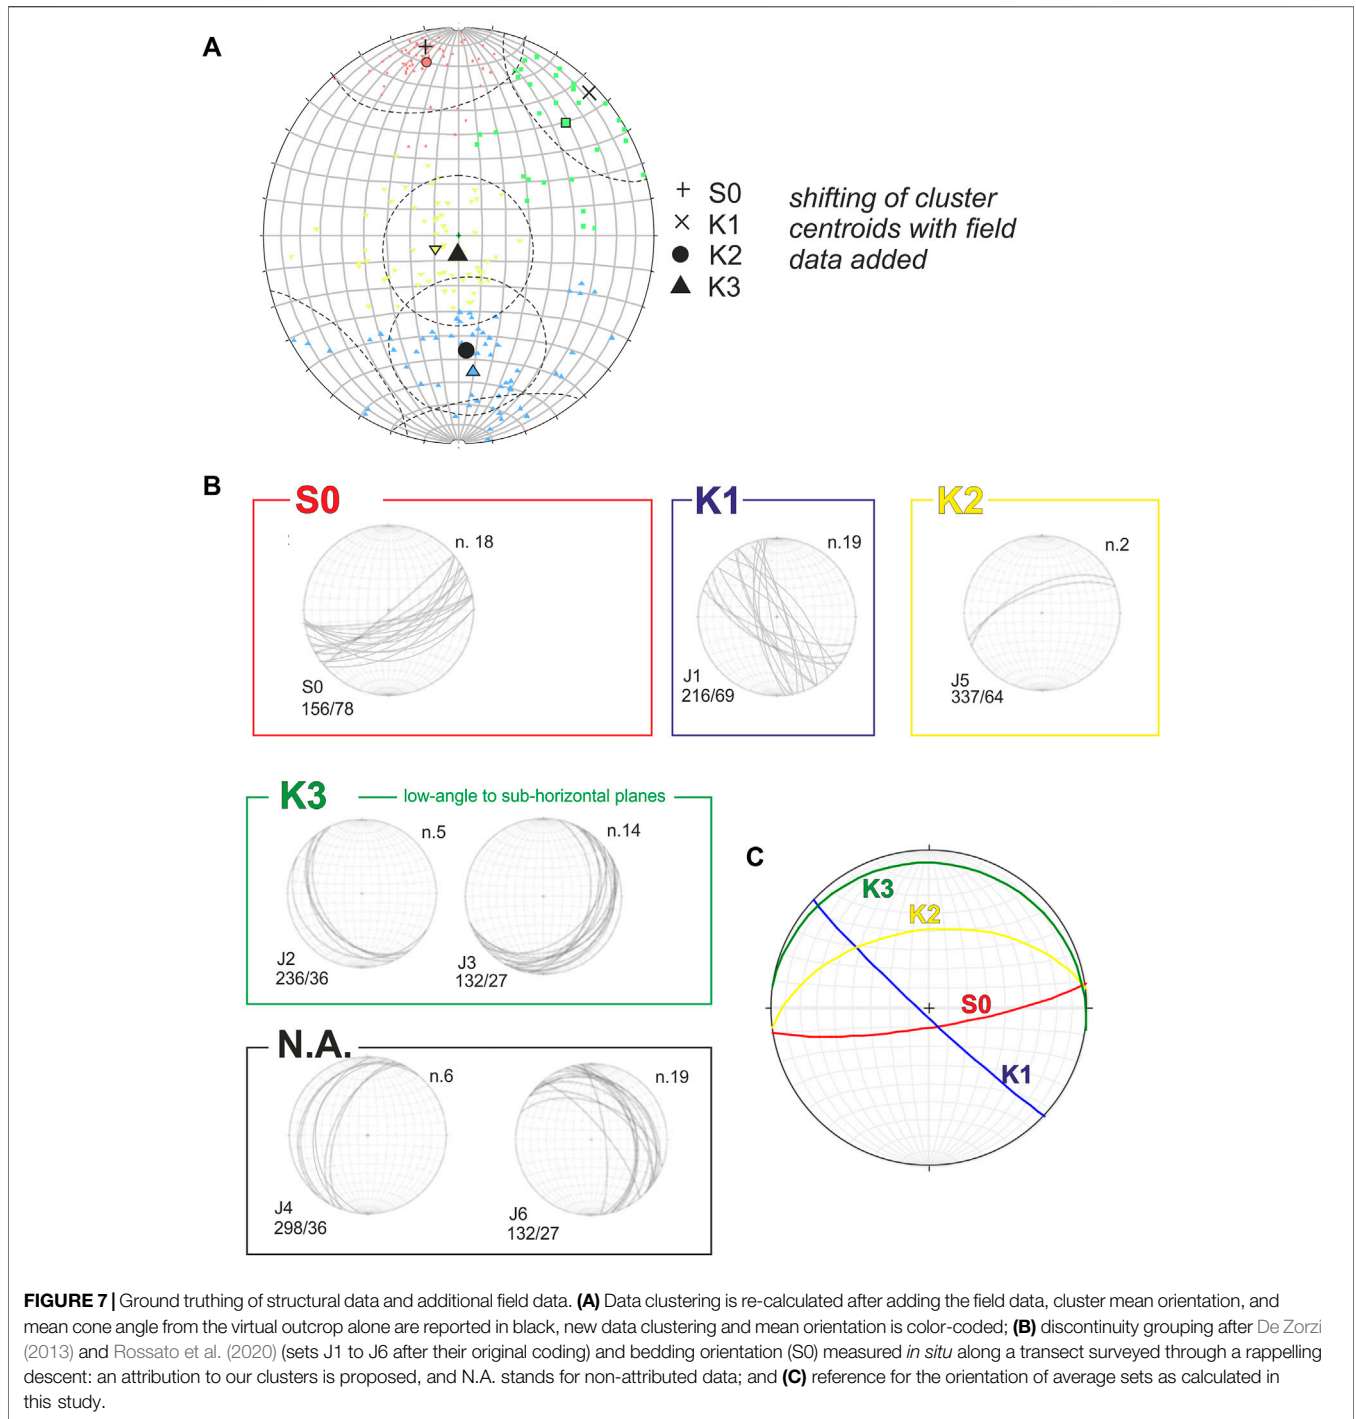 A
S0
K1
K2
K3
shifting of cluster
centroids with field
data added
B
S0
n. 18
S0
156/78
K1
n.19
J1
216/69
K2
n.2
J5
337/64
K3
low-angle to sub-horizontal planes
n.5
J2
236/36
n.14
J3
132/27
N.A.
n.6
J4
298/36
n.19
J6
132/27
C
K3
K2
S0
K1
FIGURE 7 | Ground truthing of structural data and additional field data. (A) Data clustering is re-calculated after adding the field data, cluster mean orientation, and
mean cone angle from the virtual outcrop alone are reported in black, new data clustering and mean orientation is color-coded; (B) discontinuity grouping after De Zorzi
(2013) and Rossato et al. (2020) (sets J1 to J6 after their original coding) and bedding orientation (S0) measured in situ along a transect surveyed through a rappelling
descent: an attribution to our clusters is proposed, and N.A. stands for non-attributed data; and (C) reference for the orientation of average sets as calculated in
this study.